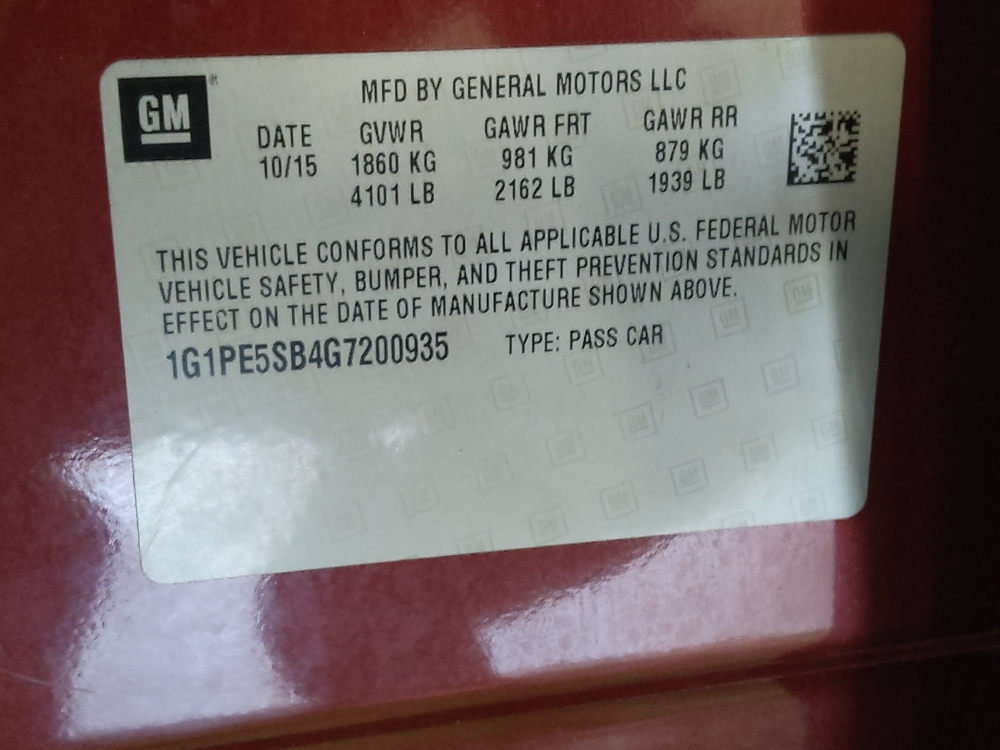 GM
MFD BY GENERAL MOTORS LLC
DATE GVWR GAWR FRT GAWR RR
10/15 1860 KG 981 KG 879 KG
4101 LB 2162 LB 1939 LB
THIS VEHICLE CONFORMS TO ALL APPLICABLE U.S. FEDERAL MOTOR
VEHICLE SAFETY, BUMPER, AND THEFT PREVENTION STANDARDS IN
EFFECT ON THE DATE OF MANUFACTURE SHOWN ABOVE.
1G1PE5SB4G7200935 TYPE: PASS CAR